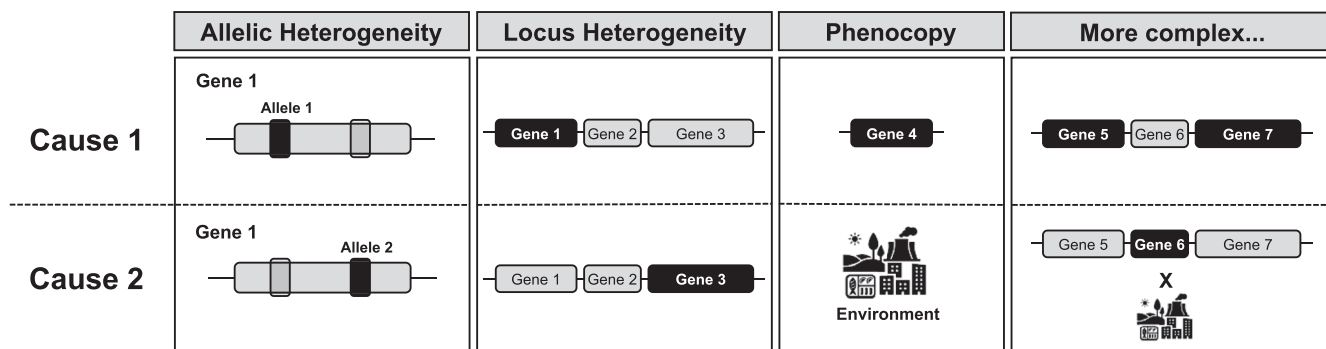 Allelic Heterogeneity
Locus Heterogeneity
Phenocopy
More complex...
Cause 1
Gene 1
Allele 1
Gene 1
Gene 2
Gene 3
Gene 4
Gene 5
Gene 6
Gene 7
Cause 2
Gene 1
Allele 2
Gene 1
Gene 2
Gene 3
Environment
Gene 5
Gene 6
Gene 7
X